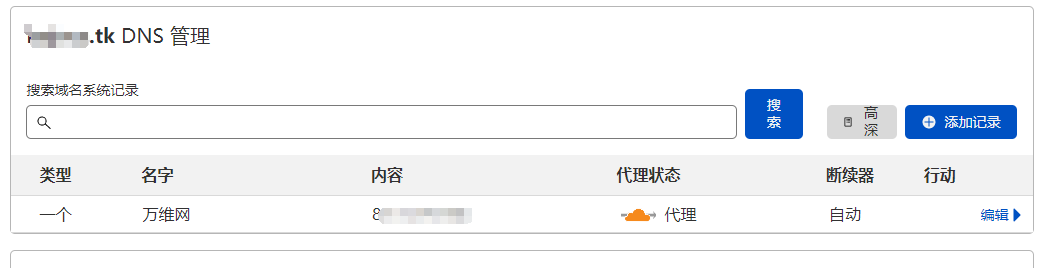 .tk DNS 管理
搜索域名系统记录
搜
索
高
深
添加记录
类型 名字 内容 代理状态 断续器 行动
一个 万维网 8 代理 自动 编辑